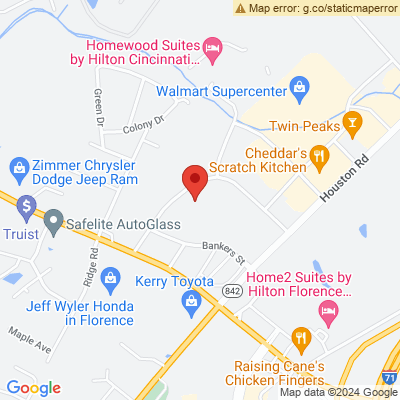 Map error: g.co/staticmaperror
Homewood Suites
by Hilton Cincinnati...
Green Dr
Colony Dr
Walmart Supercenter
Twin Peaks
Cheddar's
Scratch Kitchen
Houston Rd
Zimmer Chrysler
Dodge Jeep Ram
Truist
Safelite AutoGlass
Ridge Rd
Bankers St
Kerry Toyota
842
Home2 Suites by
Hilton Florence...
Jeff Wyler Honda
in Florence
Maple Ave
Raising Cane's
Chicken Fingers
71
Google
Map data ©2024 Google